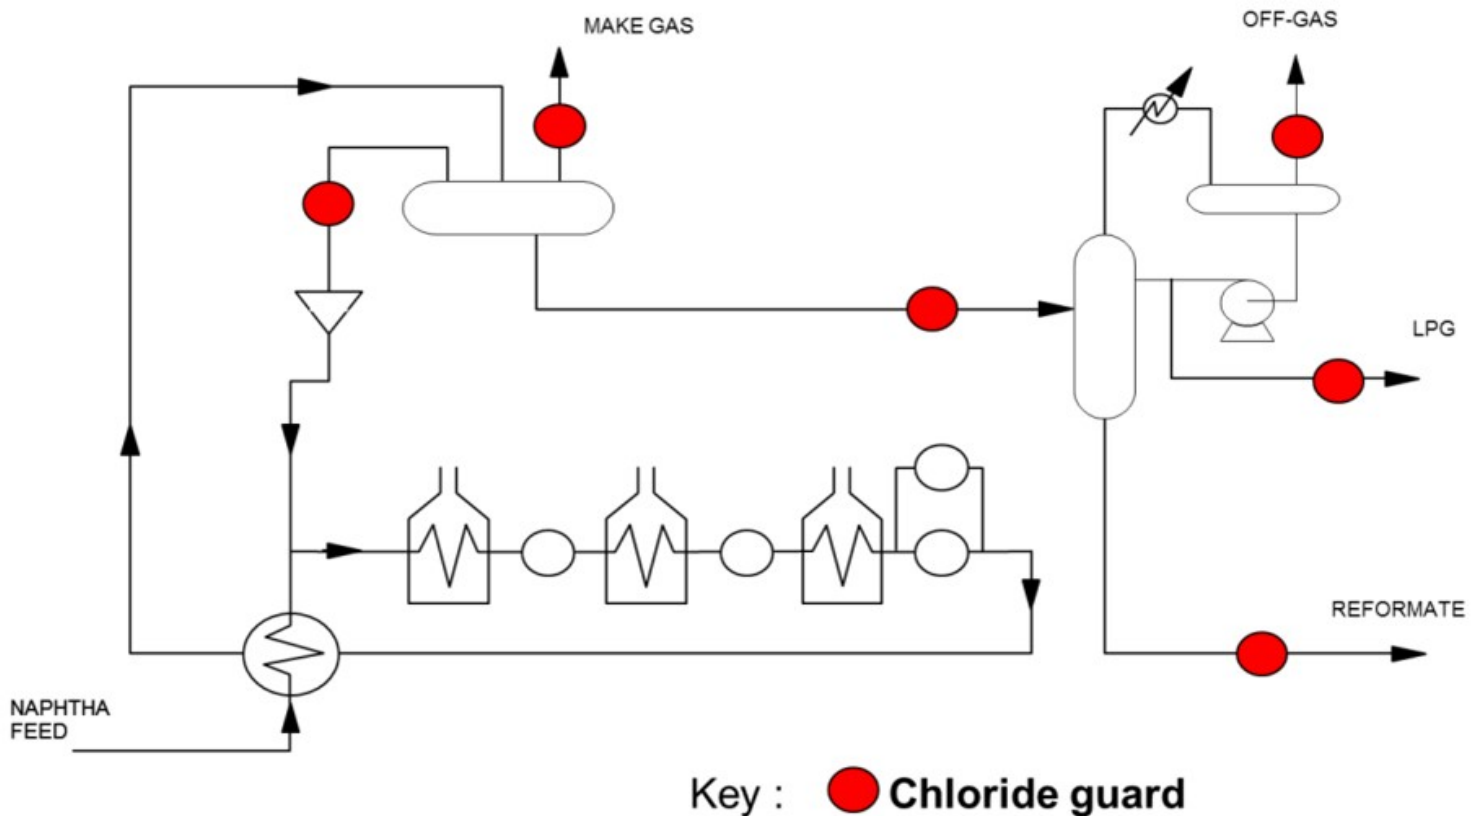 MAKE GAS
OFF-GAS
LPG
REFORMATE
NAPHTHA
FEED
Key : Chloride guard